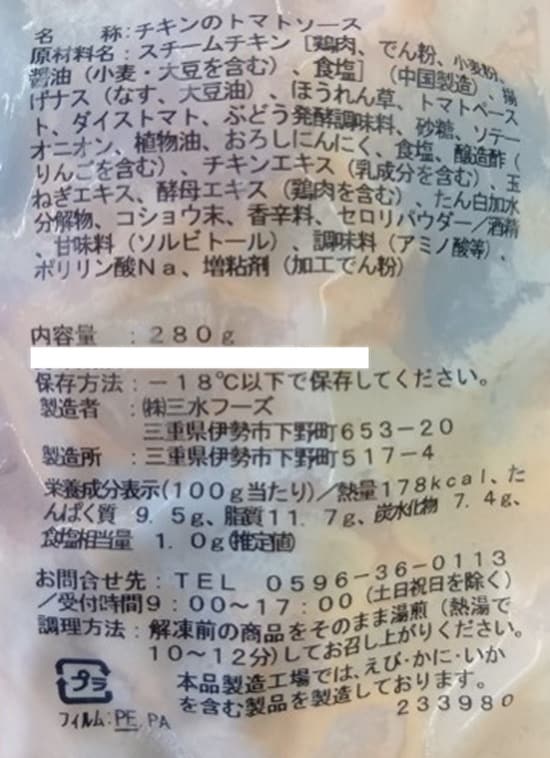 名　　称：チキンのトマトソース
原材料名：スチームチキン［鶏肉、でん粉、小麦粉、
醤油（小麦・大豆を含む）、食塩］（中国製造）、揚
げナス（なす、大豆油）、ほうれん草、トマトペース
ト、ダイストマト、ぶどう発酵調味料、砂糖、ソテー
オニオン、植物油、おろしにんにく、食塩、醸造酢（
りんごを含む）、チキンエキス（乳成分を含む）、玉
ねぎエキス、酵母エキス（鶏肉を含む）、たん白加水
分解物、コショウ末、香辛料、セロリパウダー／酒精
、甘味料（ソルビトール）、調味料（アミノ酸等）、
ポリリン酸Ｎａ、増粘剤（加工でん粉）
内容量　：２８０ｇ
保存方法：－１８℃以下で保存してください。
製造者　：㈱三水フーズ
三重県伊勢市下野町６５３－２０
製造所　：三重県伊勢市下野町５１７－４
栄養成分表示（１００ｇ当たり）／熱量１７８ｋｃａｌ、た
んぱく質　９．５ｇ、脂質１１．７ｇ、炭水化物　７．４ｇ、
食塩相当量　１．０ｇ（推定値）
お問合せ先：ＴＥＬ　０５９６－３６－０１１３
／受付時間９：００～１７：００（土日祝日を除く）
調理方法：解凍前の商品をそのまま湯煎（熱湯で
１０～１２分）してお召し上がりください。
本品製造工場では、えび・かに・いか
を含む製品を製造しております。
２３３９８０
プラ
フィルム：PE, PA